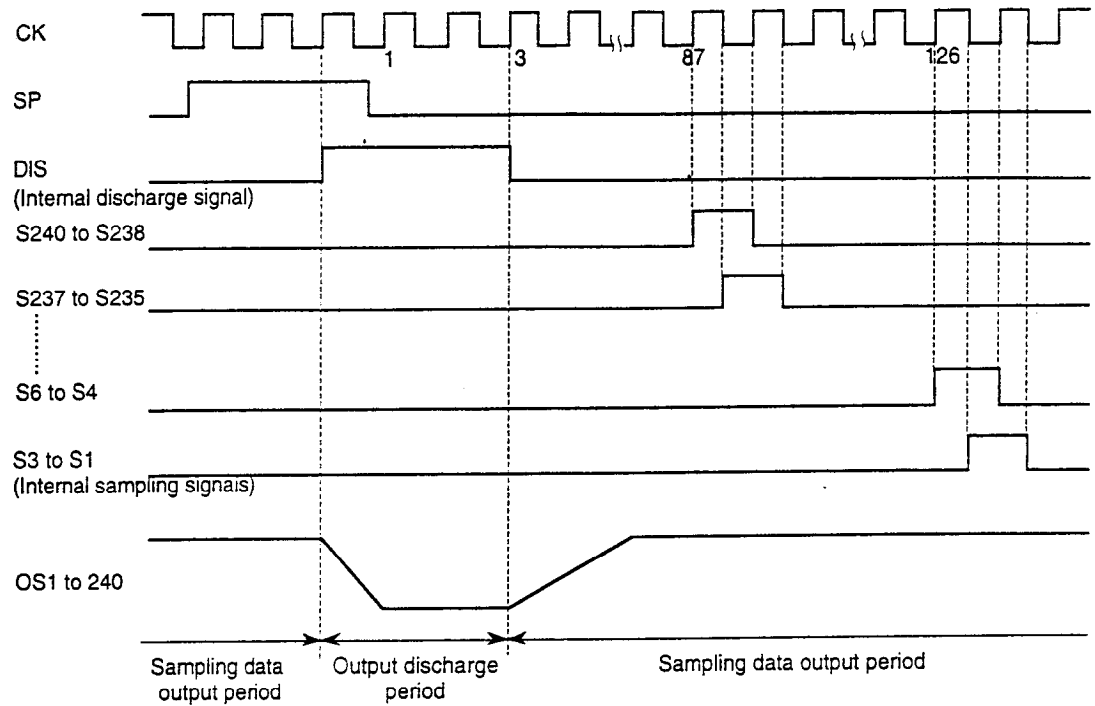 CK
1
3
87
126
SP
DIS
(Internal discharge signal)
S240 to S238
S237 to S235
S6 to S4
S3 to S1
(Internal sampling signals)
OS1 to 240
Sampling data
output period
Output discharge
period
Sampling data output period